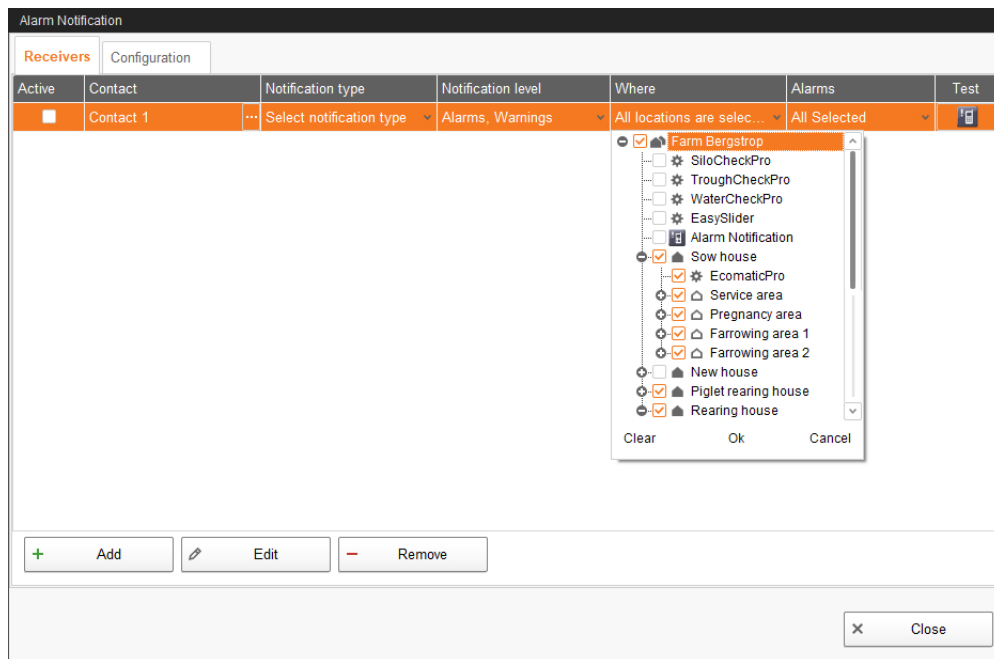 Alarm Notification
Receivers Configuration
Active Contact Notification type Notification level Where Alarms Test
Contact 1 ... Select notification type Alarms, Warnings All locations are selec... All Selected
Farm Bergstrop
SiloCheckPro
TroughCheckPro
WaterCheckPro
EasySlider
Alarm Notification
Sow house
EcomaticPro
Service area
Pregnancy area
Farrowing area 1
Farrowing area 2
New house
Piglet rearing house
Rearing house
Clear Ok Cancel
Add Edit Remove
Close